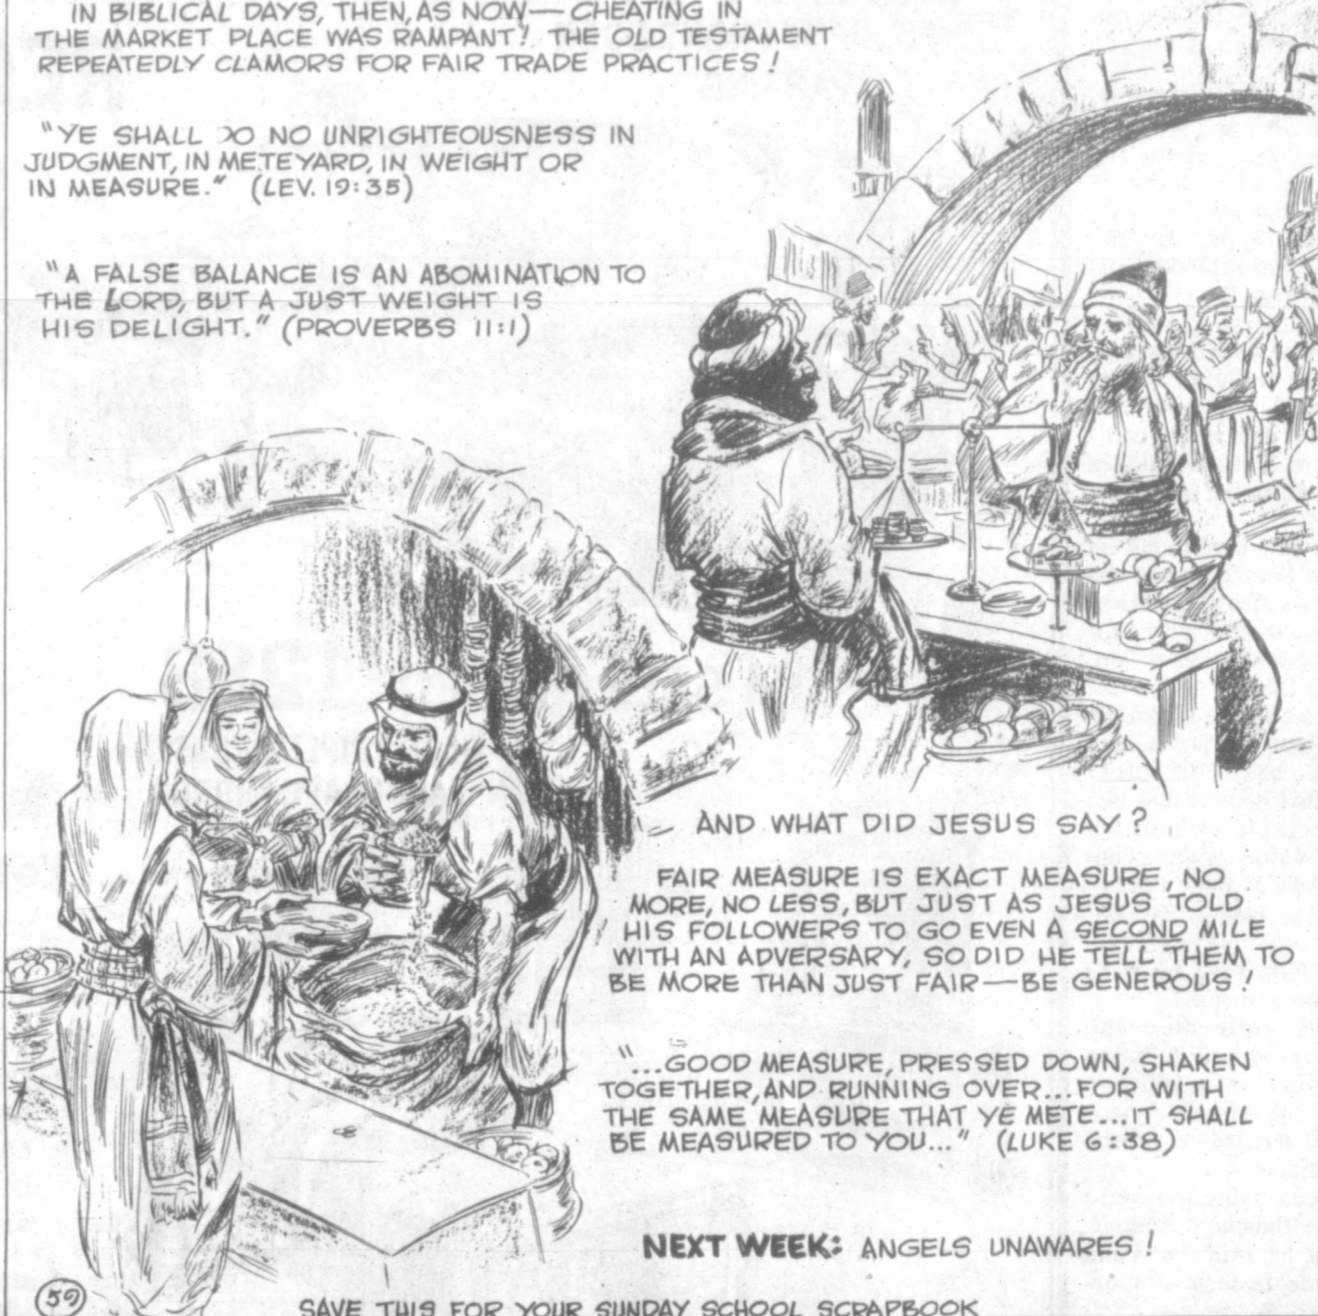 IN BIBLICAL DAYS, THEN, AS NOW— CHEATING IN
THE MARKET PLACE WAS RAMPANT! THE OLD TESTAMENT
REPEATEDLY CLAMORS FOR FAIR TRADE PRACTICES!
"YE SHALL DO NO UNRIGHTEOUSNESS IN
JUDGMENT, IN METEYARD, IN WEIGHT OR
IN MEASURE." (LEV. 19:35)
"A FALSE BALANCE IS AN ABOMINATION TO
THE LORD, BUT A JUST WEIGHT IS
HIS DELIGHT." (PROVERBS 11:1)
AND WHAT DID JESUS SAY?
FAIR MEASURE IS EXACT MEASURE, NO
MORE, NO LESS, BUT JUST AS JESUS TOLD
HIS FOLLOWERS TO GO EVEN A SECOND MILE
WITH AN ADVERSARY, SO DID HE TELL THEM TO
BE MORE THAN JUST FAIR—BE GENEROUS!
"...GOOD MEASURE, PRESSED DOWN, SHAKEN
TOGETHER, AND RUNNING OVER...FOR WITH
THE SAME MEASURE THAT YE METE...IT SHALL
BE MEASURED TO YOU..." (LUKE 6:38)
NEXT WEEK: ANGELS UNAWARES!
59
SAVE THIS FOR YOUR SUNDAY SCHOOL SCRAPBOOK